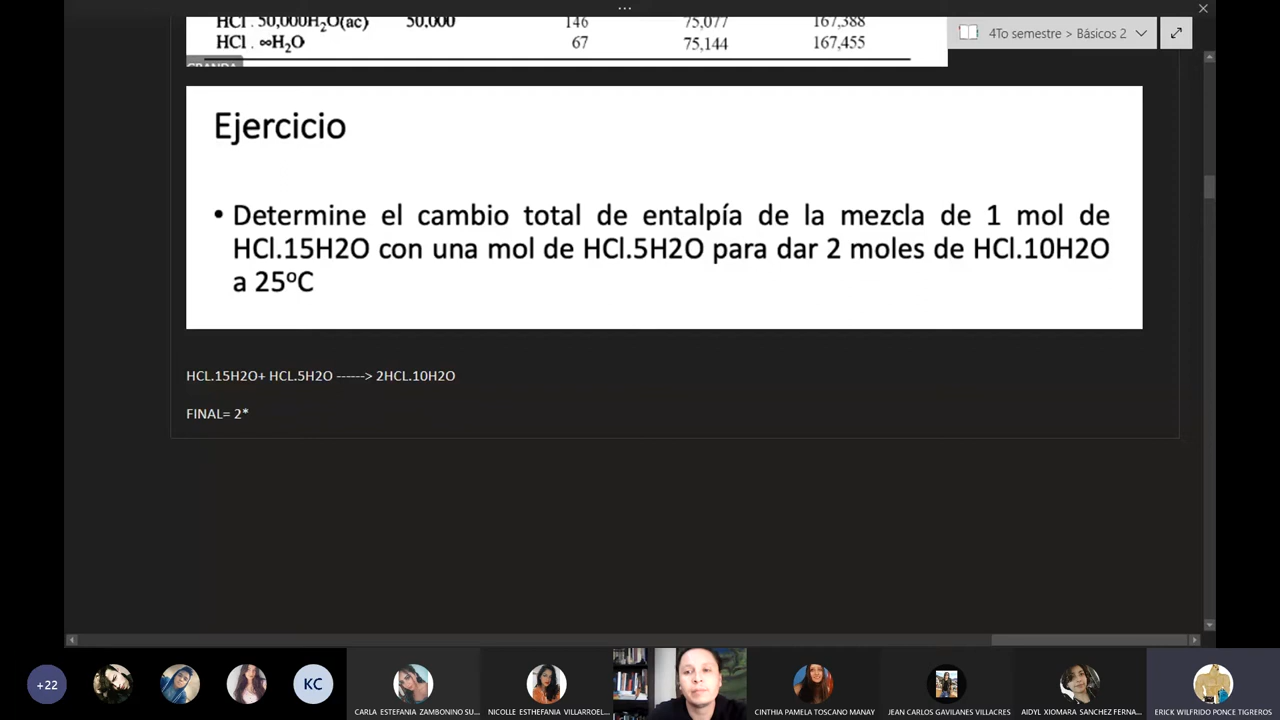 HCl . 50,000H₂O(ac) 50,000 146 75,077 167,388
HCl . ∞H₂O 67 75,144 167,455
4To semestre > Básicos 2
Ejercicio
• Determine el cambio total de entalpía de la mezcla de 1 mol de
HCl.15H2O con una mol de HCl.5H2O para dar 2 moles de HCl.10H2O
a 25ºC
HCL.15H2O+ HCL.5H2O ------> 2HCL.10H2O
FINAL= 2*
+22
KC
CARLA ESTEFANIA ZAMBONINO SU...
NICOLLE ESTHEFANIA VILLARROEL...
CINTHIA PAMELA TOSCANO MANAY
JEAN CARLOS GAVILANES VILLACRES
AIDYL XIOMARA SANCHEZ FERNA...
ERICK WILFRIDO PONCE TIGREROS